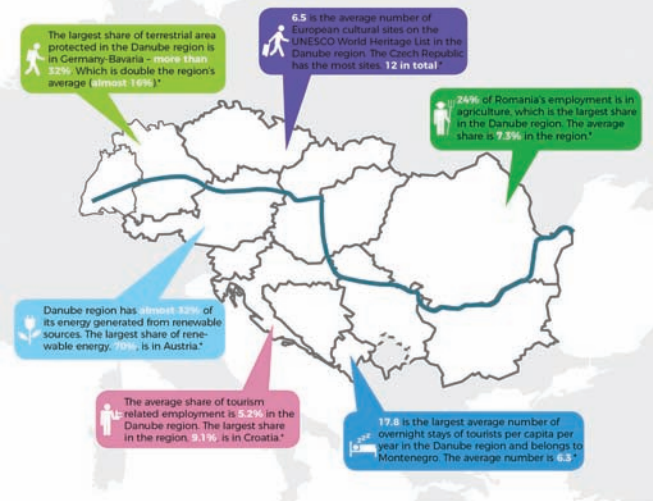 The largest share of terrestrial area
protected in the Danube region is
in Germany-Bavaria – more than
32%. Which is double the region's
average (almost 16%).*
6.5 is the average number of
European cultural sites on the
UNESCO World Heritage List in the
Danube region. The Czech Republic
has the most sites. 12 in total.*
24% of Romania's employment is in
agriculture, which is the largest share
in the Danube region. The average
share is 7.3% in the region.*
Danube region has almost 32% of
its energy generated from renewable
sources. The largest share of rene-
wable energy, 70%, is in Austria.*
The average share of tourism
related employment is 5.2% in the
Danube region. The largest share
in the region, 9.1%, is in Croatia.*
17.8 is the largest average number of
overnight stays of tourists per capita per
year in the Danube region and belongs to
Montenegro. The average number is 6.3*